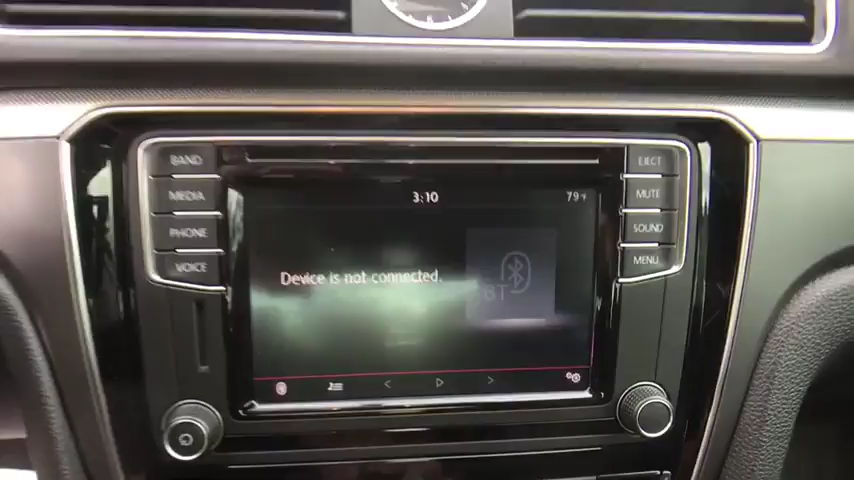 BAND
MEDIA
PHONE
VOICE
3:10
79°F
Device is not connected.
BT
EJECT
MUTE
SOUND
MENU